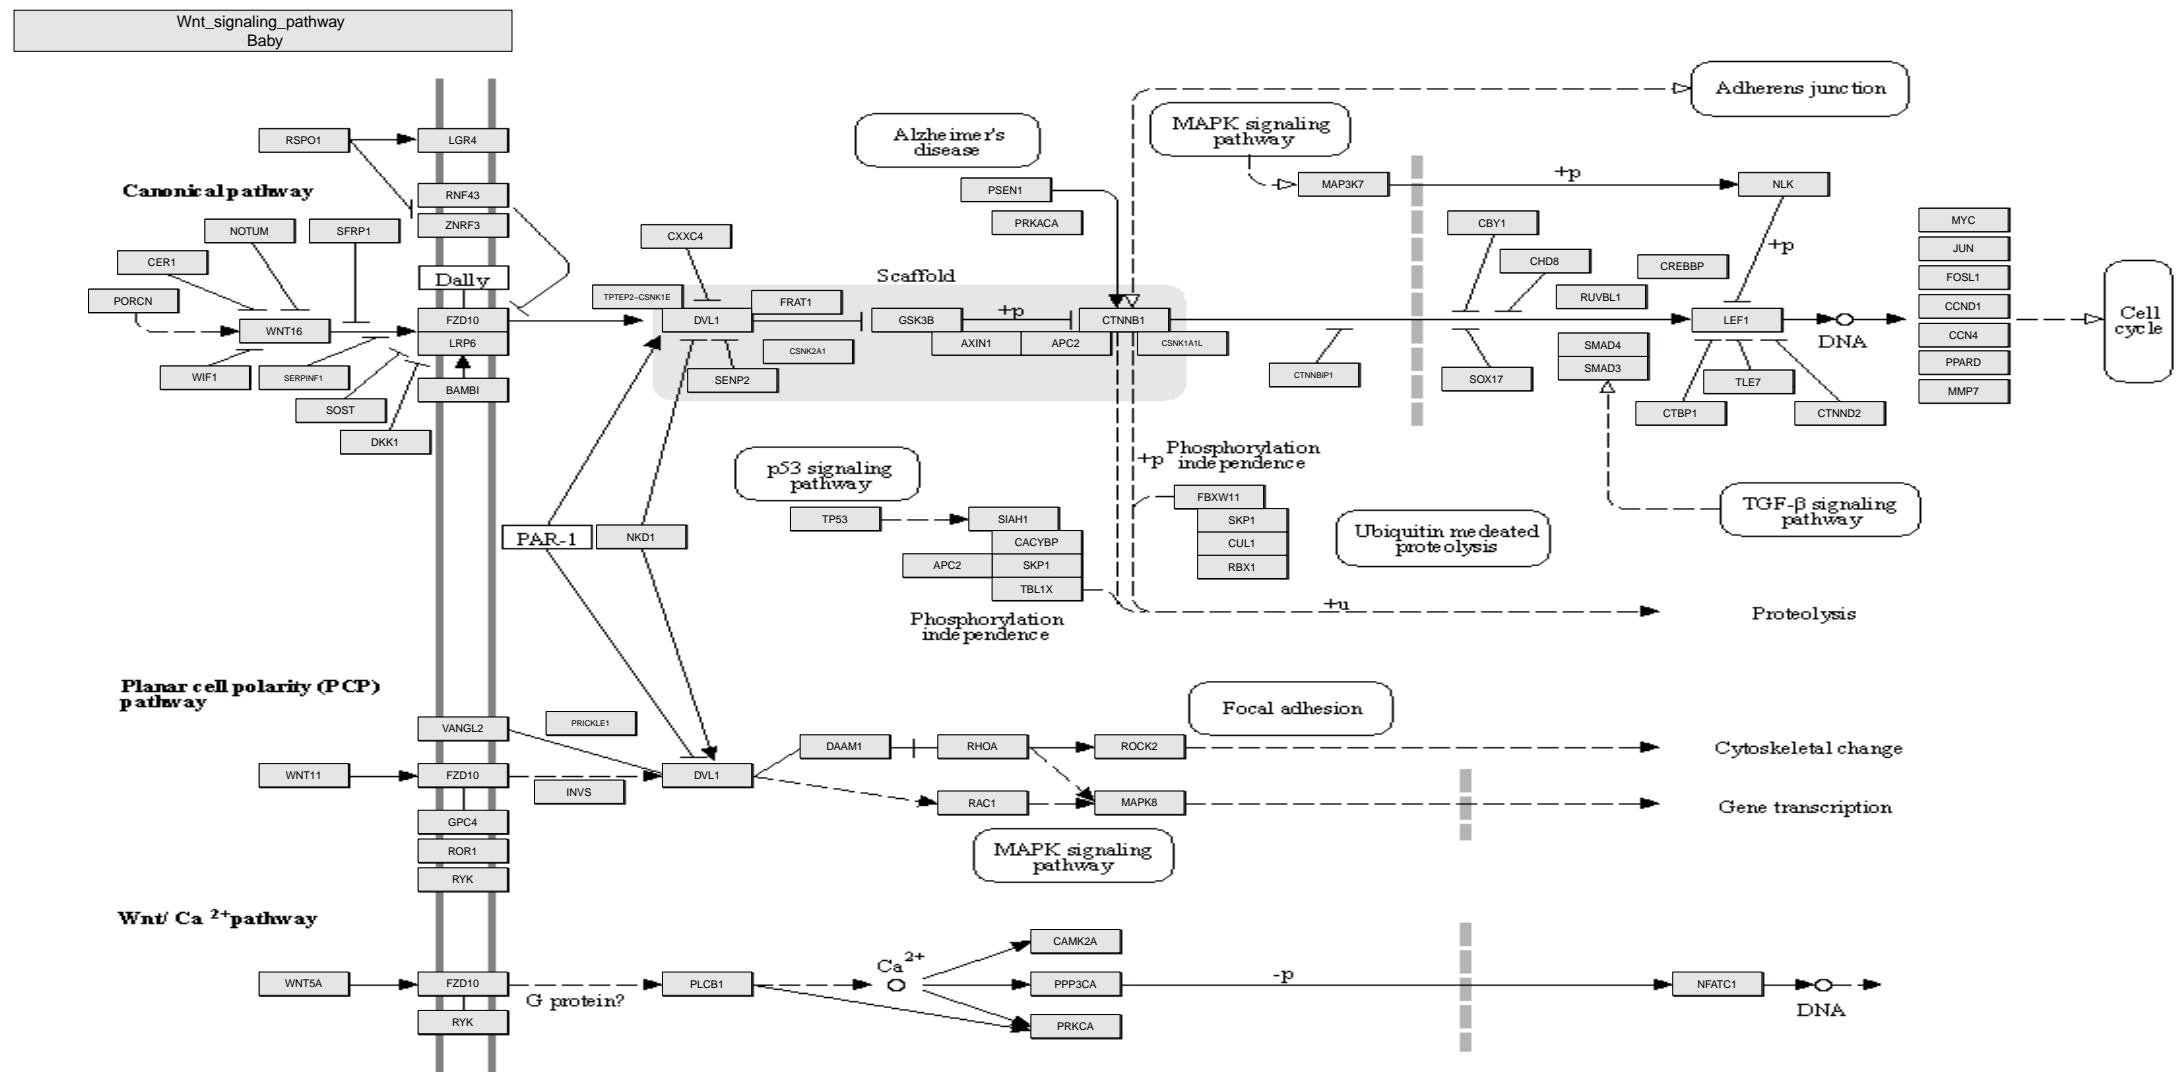 Wnt_signaling_pathway
Baby
Adherens junction
MAPK signaling
pathway
Alzheimer's
disease
RSPO1
LGR4
Canonical pathway
RNF43
ZNRF3
PSEN1
PRKACA
MAP3K7
+p
NLK
NOTUM
SFRP1
CXXC4
CBY1
+p
MYC
JUN
FOSL1
CCND1
CCN4
PPARD
MMP7
CER1
PORCN
Dally
Scaffold
CHD8
CREBBP
RUVBL1
Cell
cycle
TPTEP2-CSNK1E
FRAT1
WNT16
FZD10
LRP6
DVL1
GSK3B
+p
CTNNB1
AXIN1
APC2
CSNK1A1L
LEF1
DNA
CSNK2A1
SENP2
CTNNBIP1
SOX17
SMAD4
SMAD3
TLE7
CTBP1
CTNND2
WIF1
SERPINF1
SOST
DKK1
BAMBI
p53 signaling
pathway
+p
Phosphorylation
independence
TP53
SIAH1
CACYBP
APC2
SKP1
TBL1X
FBXW11
SKP1
CUL1
RBX1
Ubiquitin medeated
proteolysis
TGF-β signaling
pathway
PAR-1
NKD1
Phosphorylation
independence
+u
Proteolysis
Planar cell polarity (PCP)
pathway
Focal adhesion
VANGL2
PRICKLE1
DAAM1
RHOA
ROCK2
Cytoskeletal change
WNT11
FZD10
INVS
DVL1
RAC1
MAPK8
Gene transcription
GPC4
ROR1
RYK
MAPK signaling
pathway
Wnt/ Ca 2+pathway
CAMK2A
Ca2+
WNT5A
FZD10
G protein?
PLCB1
PPP3CA
-p
NFATC1
DNA
RYK
PRKCA